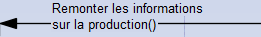 Remonter les informations
sur la production()